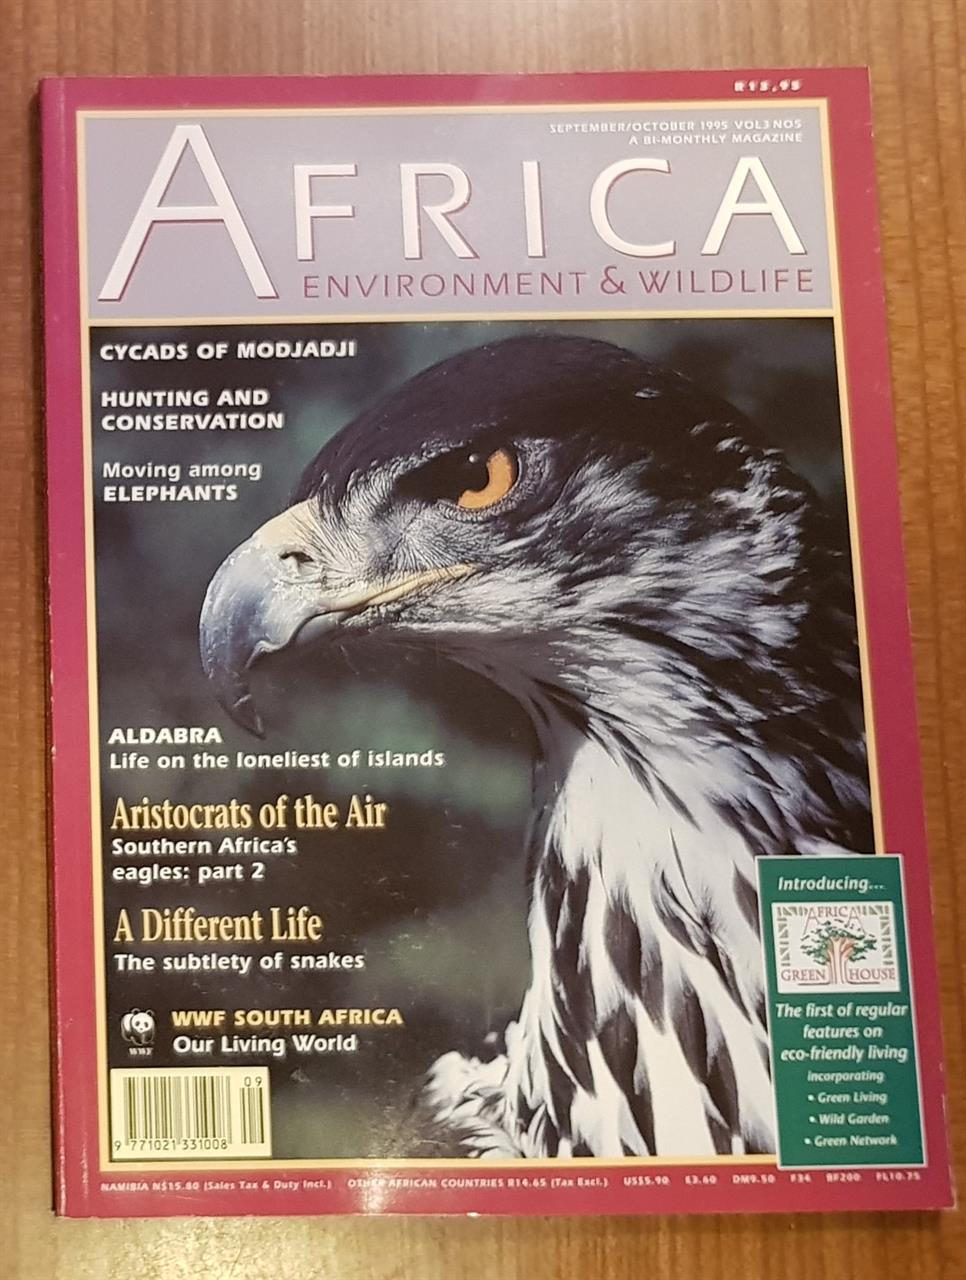 R15,95
SEPTEMBER/OCTOBER 1995 VOL3 NO5
A BI-MONTHLY MAGAZINE
AFRICA
ENVIRONMENT & WILDLIFE
CYCADS OF MODJADJI
HUNTING AND
CONSERVATION
Moving among
ELEPHANTS
ALDABRA
Life on the loneliest of islands
Aristocrats of the Air
Southern Africa's
eagles: part 2
A Different Life
The subtlety of snakes
WWF
WWF SOUTH AFRICA
Our Living World
09
9 771021 331008
Introducing...
AFRICA
GREEN HOUSE
The first of regular
features on
eco-friendly living
incorporating
• Green Living
• Wild Garden
• Green Network
NAMIBIA N$15.80 (Sales Tax & Duty Incl.) OTHER AFRICAN COUNTRIES R14.65 (Tax Excl.) US$5.90 £3.60 DM9.50 F36 BF200 FL10.75